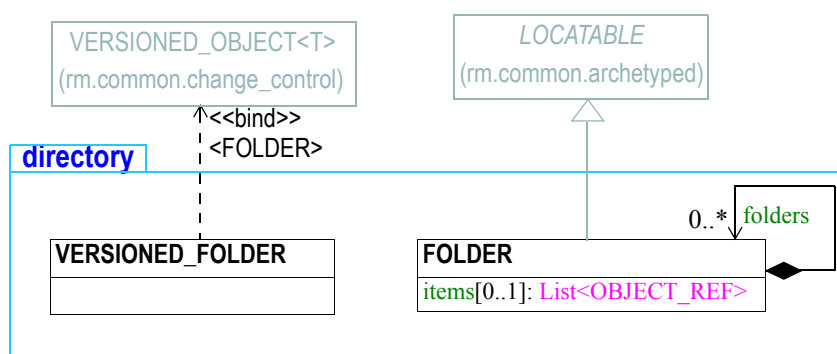 VERSIONED_OBJECT<T>
(rm.common.change_control)
LOCATABLE
(rm.common.archetyped)
<<bind>>
<FOLDER>
directory
0..* folders
VERSIONED_FOLDER
FOLDER
items[0..1]: List<OBJECT_REF>